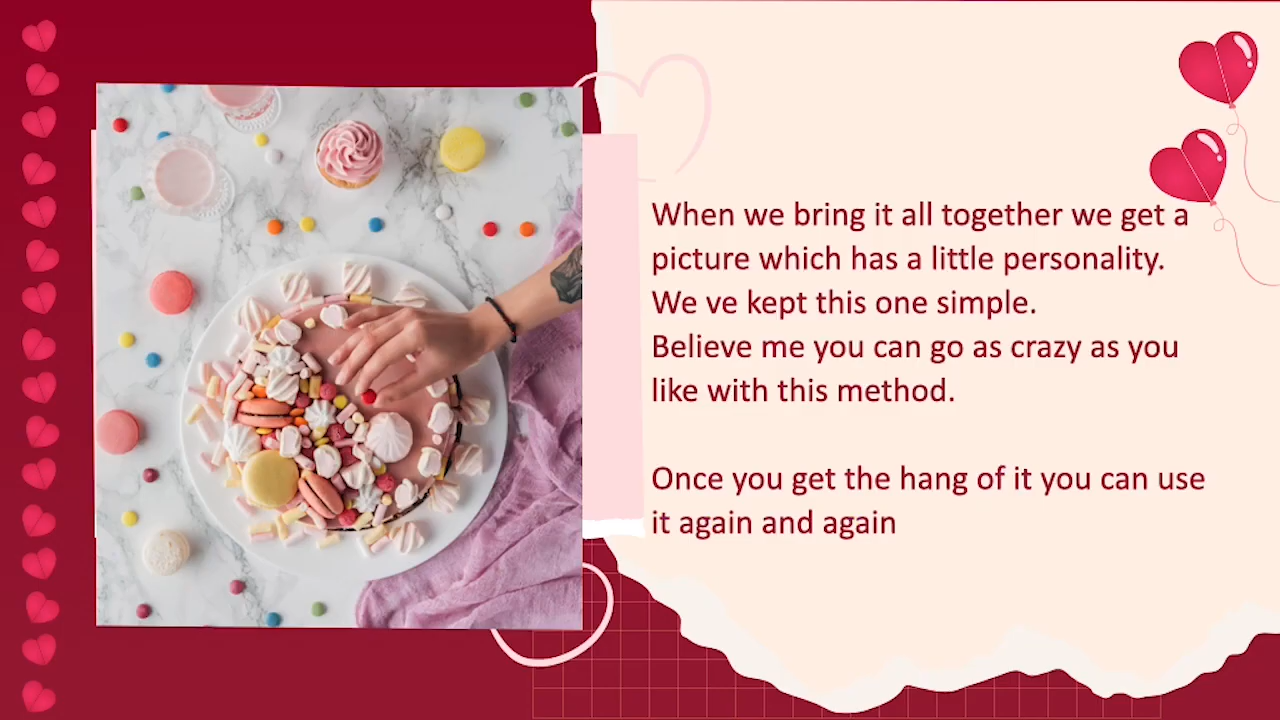 When we bring it all together we get a
picture which has a little personality.
We ve kept this one simple.
Believe me you can go as crazy as you
like with this method.
Once you get the hang of it you can use
it again and again